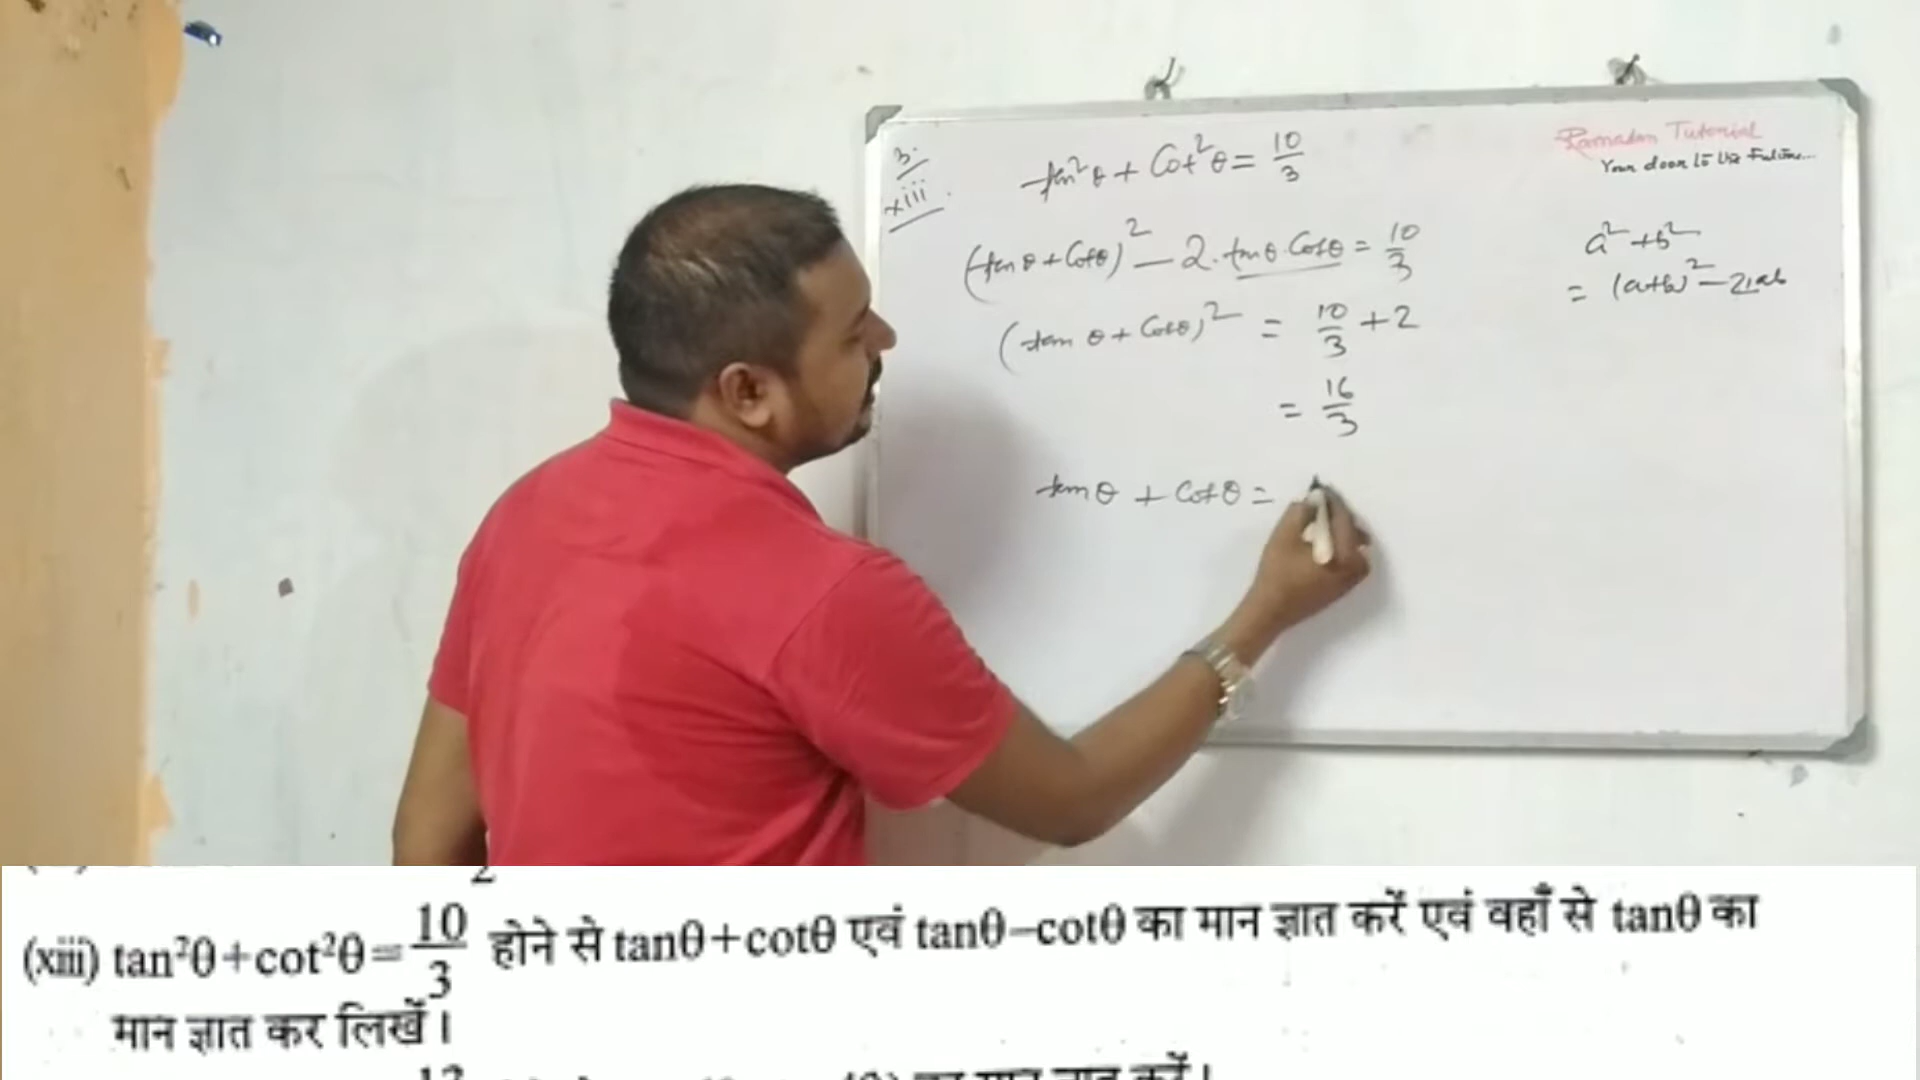 3.
xiii.
tan²θ + Cot²θ = 10/3
(tanθ + Cotθ)² - 2.tanθ.Cotθ = 10/3
(tanθ + Cotθ)² = 10/3 + 2
= 16/3
tanθ + Cotθ =
Ramadan Tutorial
Your door to the Future...
a² + b²
= (a+b)² - 2ab
2
(xiii) tan²θ+cot²θ=10/3 होने से tanθ+cotθ एवं tanθ–cotθ का मान ज्ञात करें एवं वहाँ से tanθ का
मान ज्ञात कर लिखें।